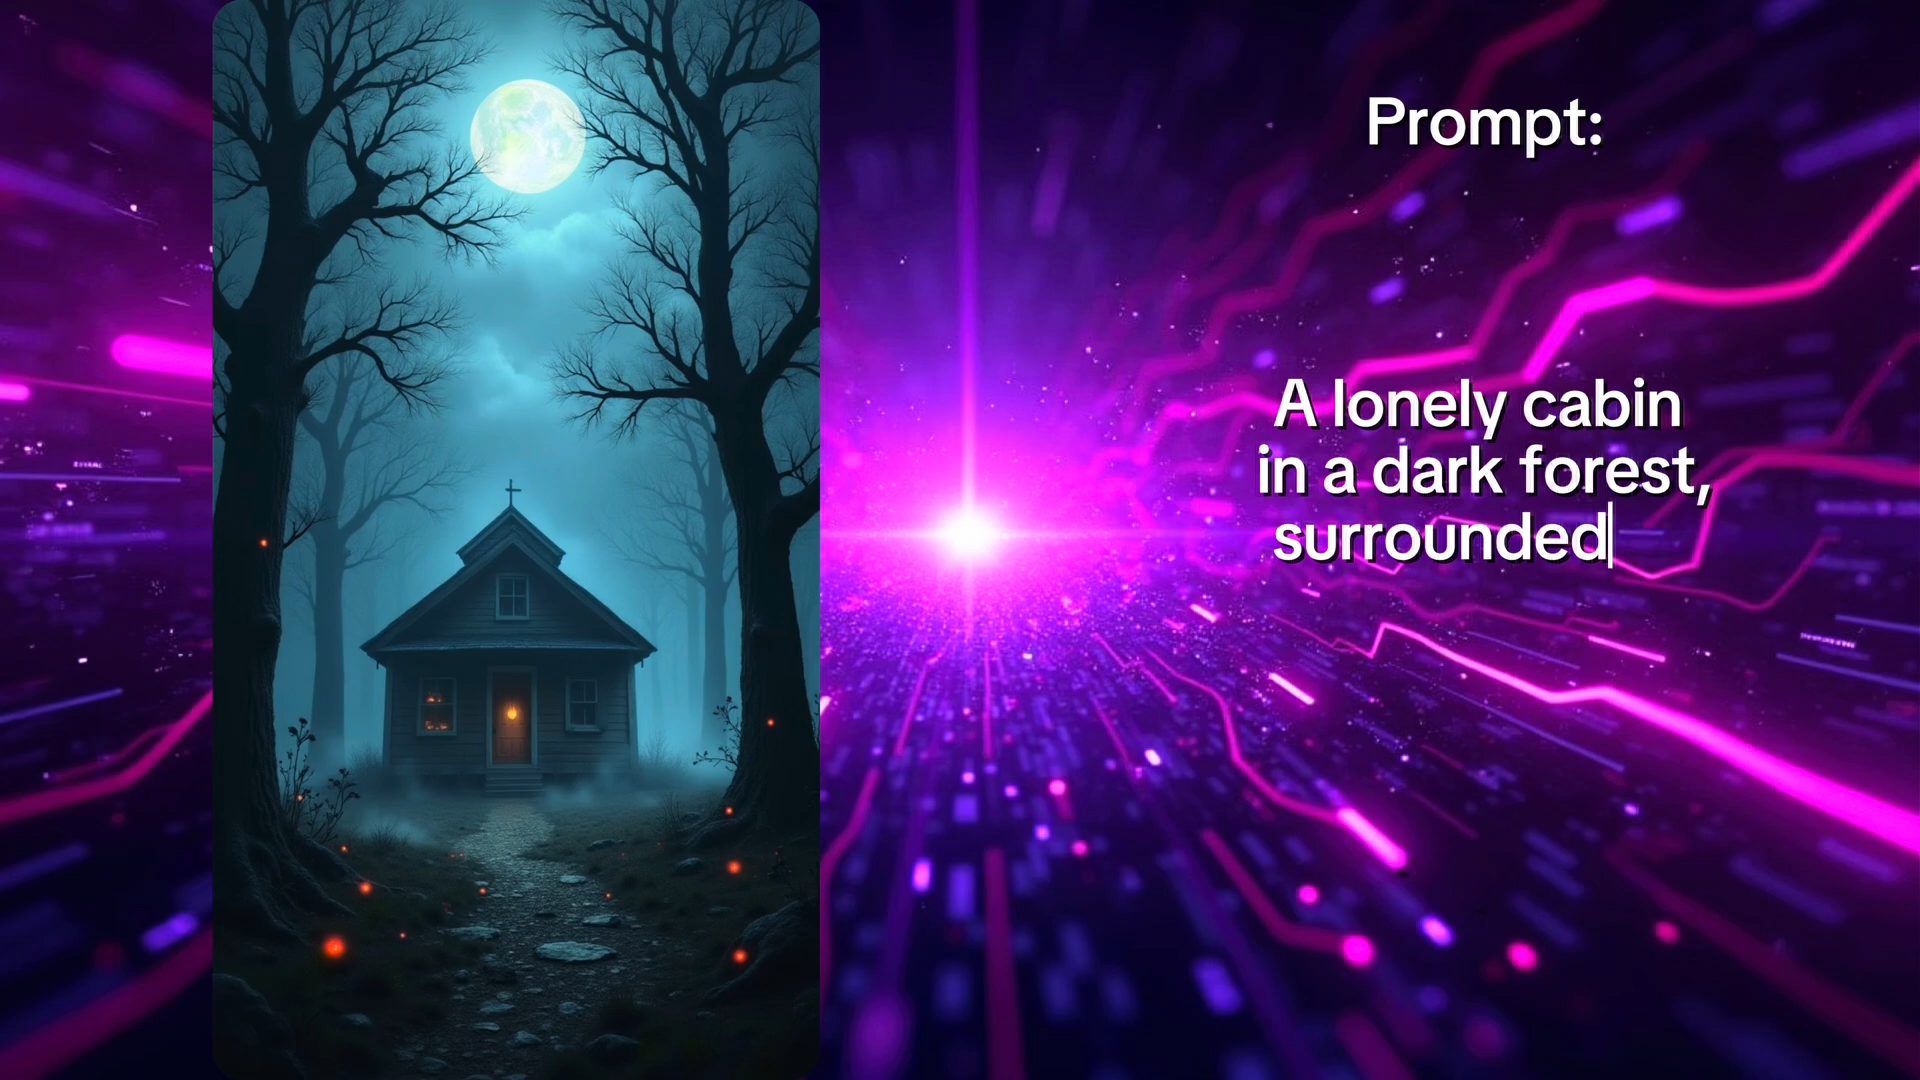 Prompt:
A lonely cabin
in a dark forest,
surrounded